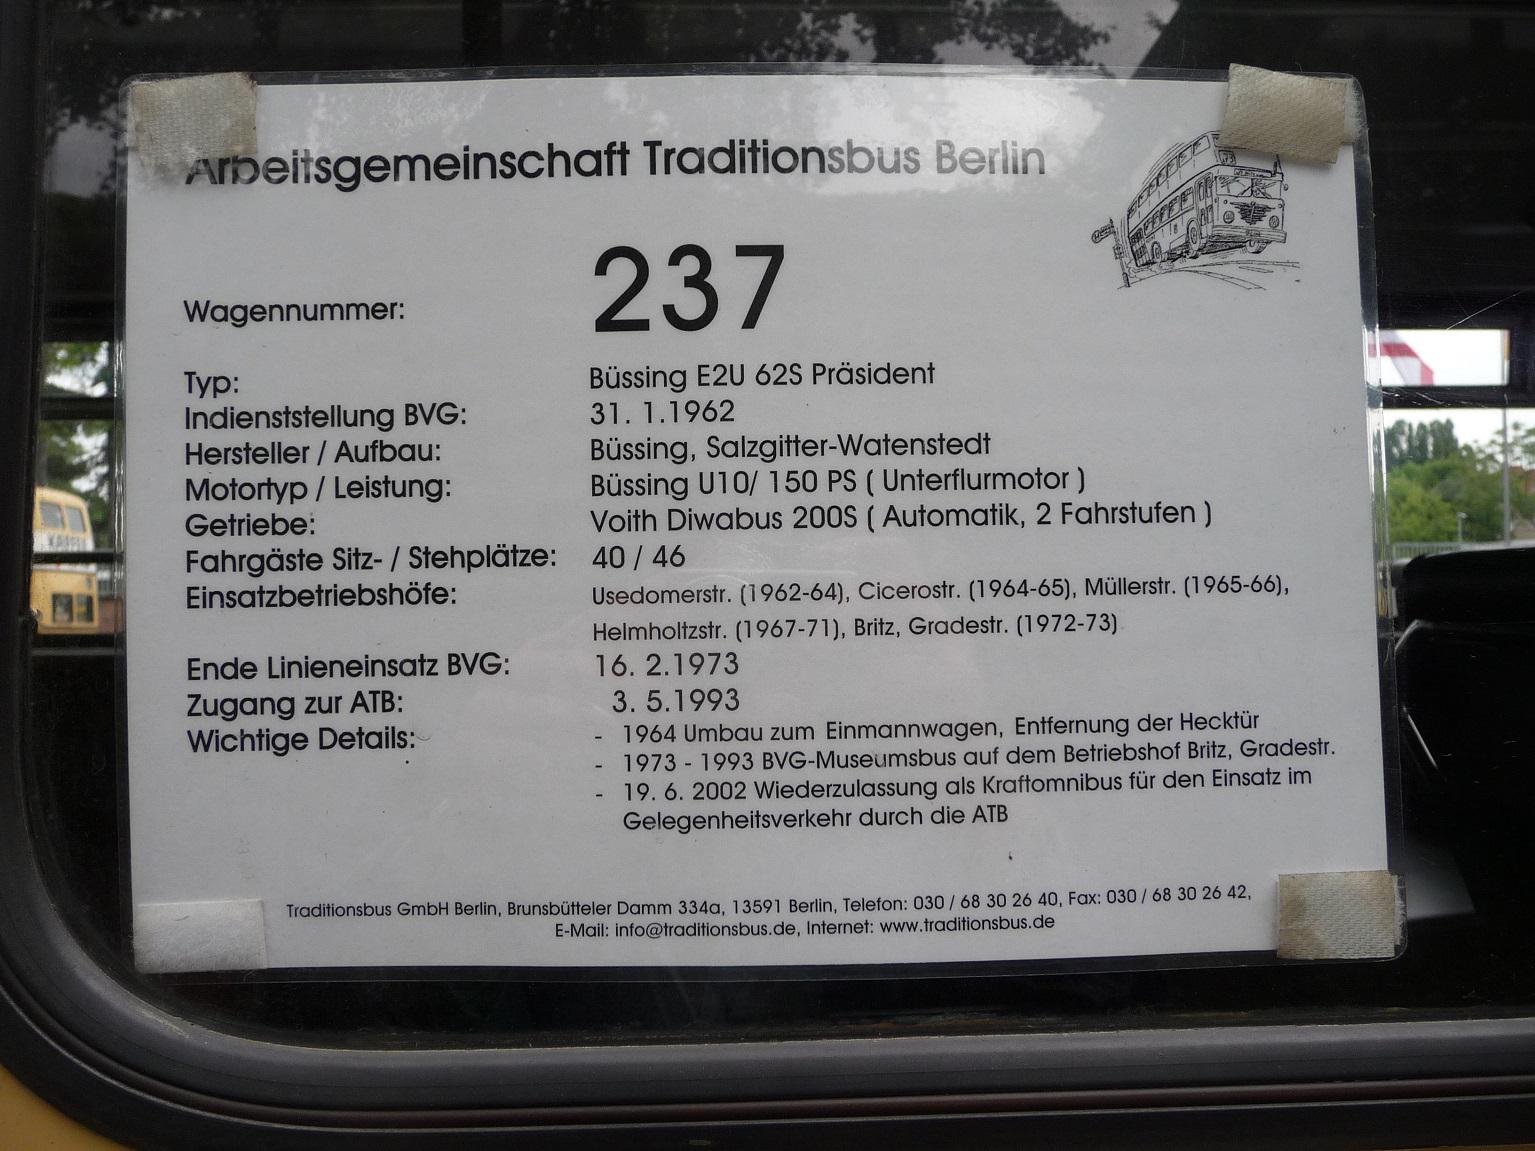 Arbeitsgemeinschaft Traditionsbus Berlin
Wagennummer: 237
Typ: Büssing E2U 62S Präsident
Indienststellung BVG: 31. 1.1962
Hersteller / Aufbau: Büssing, Salzgitter-Watenstedt
Motortyp / Leistung: Büssing U10/ 150 PS ( Unterflurmotor )
Getriebe: Voith Diwabus 200S ( Automatik, 2 Fahrstufen )
Fahrgäste Sitz- / Stehplätze: 40 / 46
Einsatzbetriebshöfe: Usedomerstr. (1962-64), Cicerostr. (1964-65), Müllerstr. (1965-66),
Helmholtzstr. (1967-71), Britz, Gradestr. (1972-73)
Ende Linieneinsatz BVG: 16. 2.1973
Zugang zur ATB: 3. 5.1993
Wichtige Details: - 1964 Umbau zum Einmannwagen, Entfernung der Hecktür
- 1973 - 1993 BVG-Museumsbus auf dem Betriebshof Britz, Gradestr.
- 19. 6. 2002 Wiederzulassung als Kraftomnibus für den Einsatz im
Gelegenheitsverkehr durch die ATB
Traditionsbus GmbH Berlin, Brunsbütteler Damm 334a, 13591 Berlin, Telefon: 030 / 68 30 26 40, Fax: 030 / 68 30 26 42,
E-Mail: info@traditionsbus.de, Internet: www.traditionsbus.de